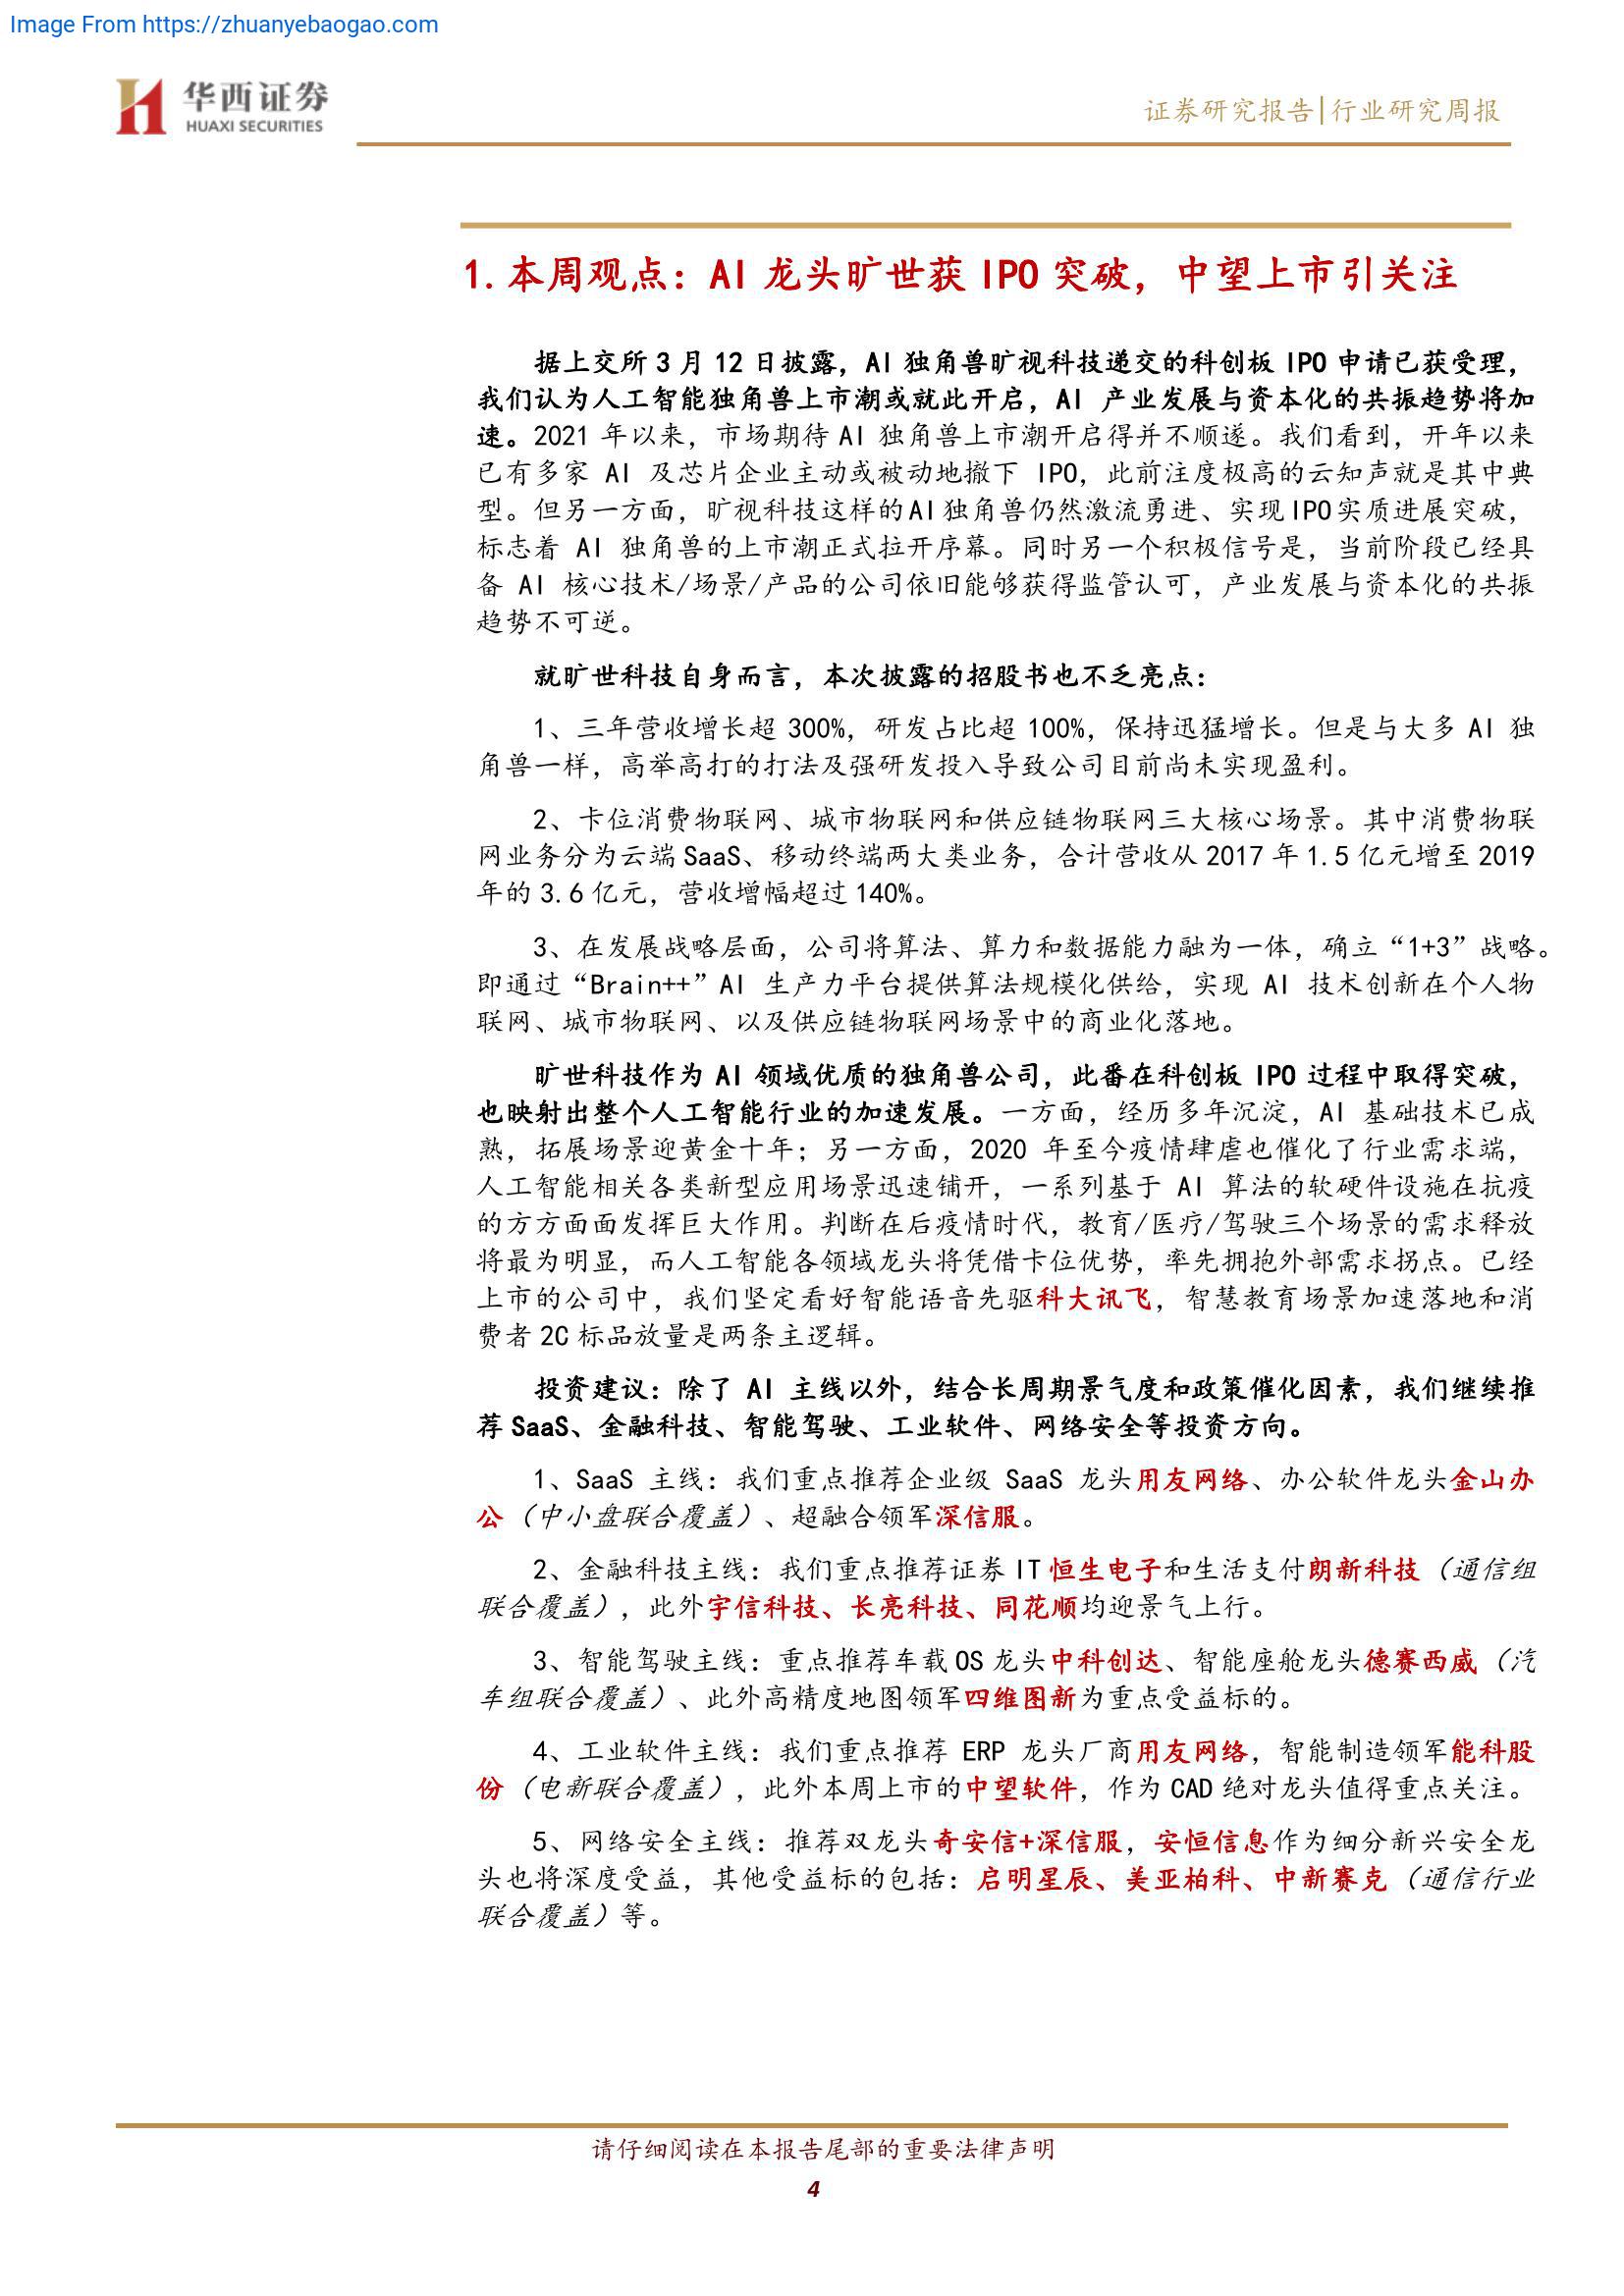 Image From https://zhuanyebaogao.com
华西证券
HUAXI SECURITIES
证券研究报告|行业研究周报
1.本周观点：AI 龙头旷世获 IPO 突破，中望上市引关注
据上交所 3 月 12 日披露，AI 独角兽旷视科技递交的科创板 IPO 申请已获受理，
我们认为人工智能独角兽上市潮或就此开启，AI 产业发展与资本化的共振趋势将加
速。2021 年以来，市场期待 AI 独角兽上市潮开启得并不顺遂。我们看到，开年以来
已有多家 AI 及芯片企业主动或被动地撤下 IPO，此前注度极高的云知声就是其中典
型。但另一方面，旷视科技这样的AI独角兽仍然激流勇进、实现IPO实质进展突破，
标志着 AI 独角兽的上市潮正式拉开序幕。同时另一个积极信号是，当前阶段已经具
备 AI 核心技术/场景/产品的公司依旧能够获得监管认可，产业发展与资本化的共振
趋势不可逆。
就旷世科技自身而言，本次披露的招股书也不乏亮点：
1、三年营收增长超 300%，研发占比超 100%，保持迅猛增长。但是与大多 AI 独
角兽一样，高举高打的打法及强研发投入导致公司目前尚未实现盈利。
2、卡位消费物联网、城市物联网和供应链物联网三大核心场景。其中消费物联
网业务分为云端 SaaS、移动终端两大类业务，合计营收从 2017 年 1.5 亿元增至 2019
年的 3.6 亿元，营收增幅超过 140%。
3、在发展战略层面，公司将算法、算力和数据能力融为一体，确立“1+3”战略。
即通过“Brain++”AI 生产力平台提供算法规模化供给，实现 AI 技术创新在个人物
联网、城市物联网、以及供应链物联网场景中的商业化落地。
旷世科技作为 AI 领域优质的独角兽公司，此番在科创板 IPO 过程中取得突破，
也映射出整个人工智能行业的加速发展。一方面，经历多年沉淀，AI 基础技术已成
熟，拓展场景迎黄金十年；另一方面，2020 年至今疫情肆虐也催化了行业需求端，
人工智能相关各类新型应用场景迅速铺开，一系列基于 AI 算法的软硬件设施在抗疫
的方方面面发挥巨大作用。判断在后疫情时代，教育/医疗/驾驶三个场景的需求释放
将最为明显，而人工智能各领域龙头将凭借卡位优势，率先拥抱外部需求拐点。已经
上市的公司中，我们坚定看好智能语音先驱科大讯飞，智慧教育场景加速落地和消
费者 2C 标品放量是两条主逻辑。
投资建议：除了 AI 主线以外，结合长周期景气度和政策催化因素，我们继续推
荐 SaaS、金融科技、智能驾驶、工业软件、网络安全等投资方向。
1、SaaS 主线：我们重点推荐企业级 SaaS 龙头用友网络、办公软件龙头金山办
公（中小盘联合覆盖）、超融合领军深信服。
2、金融科技主线：我们重点推荐证券 IT 恒生电子和生活支付朗新科技（通信组
联合覆盖），此外宇信科技、长亮科技、同花顺均迎景气上行。
3、智能驾驶主线：重点推荐车载 OS 龙头中科创达、智能座舱龙头德赛西威（汽
车组联合覆盖）、此外高精度地图领军四维图新为重点受益标的。
4、工业软件主线：我们重点推荐 ERP 龙头厂商用友网络，智能制造领军能科股
份（电新联合覆盖），此外本周上市的中望软件，作为 CAD 绝对龙头值得重点关注。
5、网络安全主线：推荐双龙头奇安信+深信服，安恒信息作为细分新兴安全龙
头也将深度受益，其他受益标的包括：启明星辰、美亚柏科、中新赛克（通信行业
联合覆盖）等。
请仔细阅读在本报告尾部的重要法律声明
4